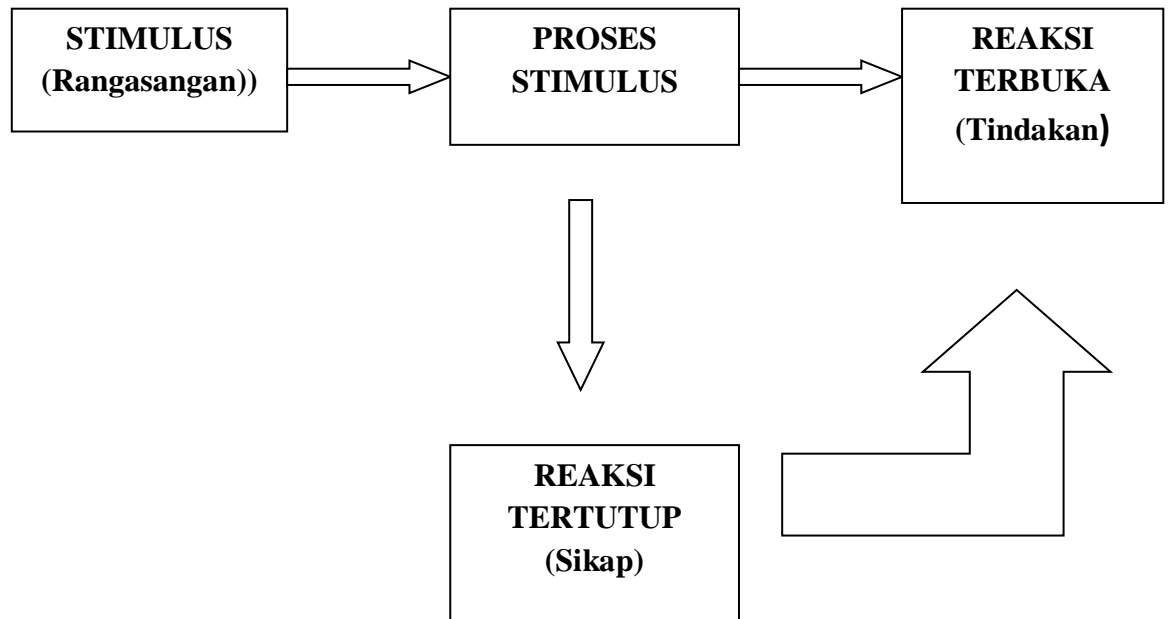 STIMULUS
(Rangasangan))
PROSES
STIMULUS
REAKSI
TERBUKA
(Tindakan)
REAKSI
TERTUTUP
(Sikap)